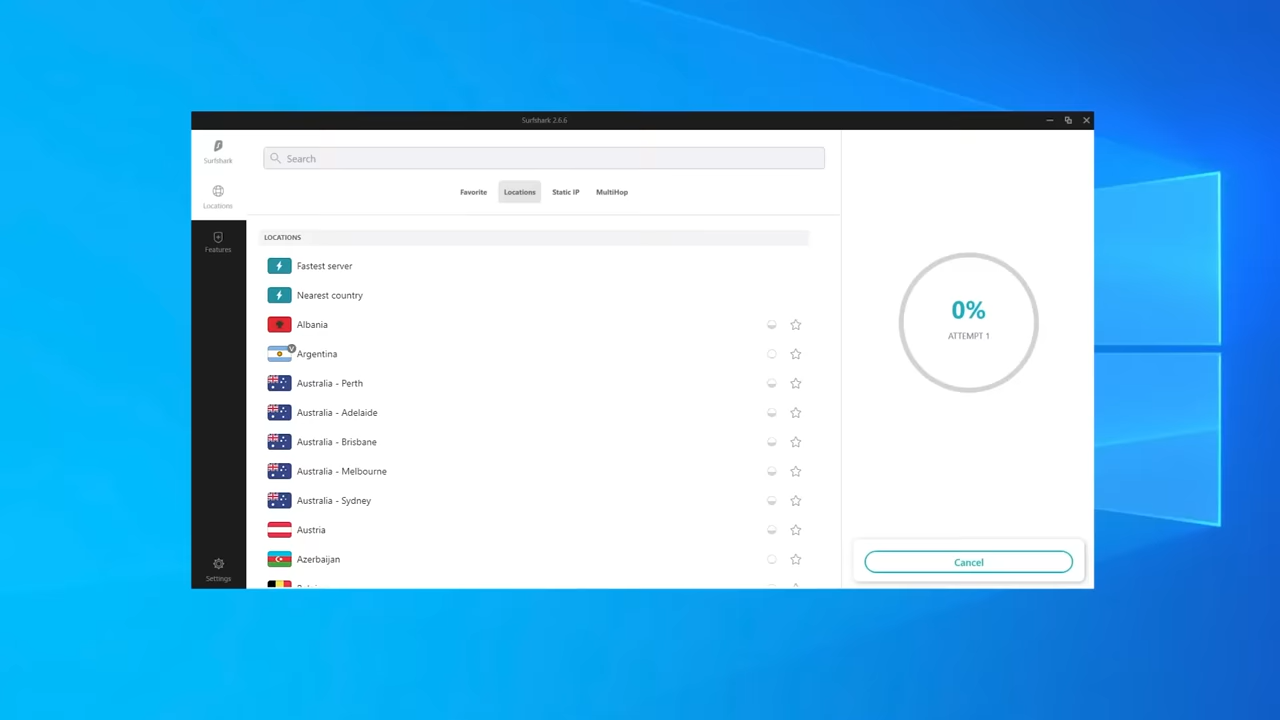 Surfshark 2.6.6
Surfshark
Locations
Features
Settings
Search
Favorite
Locations
Static IP
MultiHop
LOCATIONS
Fastest server
Nearest country
Albania
V
Argentina
Australia - Perth
Australia - Adelaide
Australia - Brisbane
Australia - Melbourne
Australia - Sydney
Austria
Azerbaijan
0%
ATTEMPT 1
Cancel